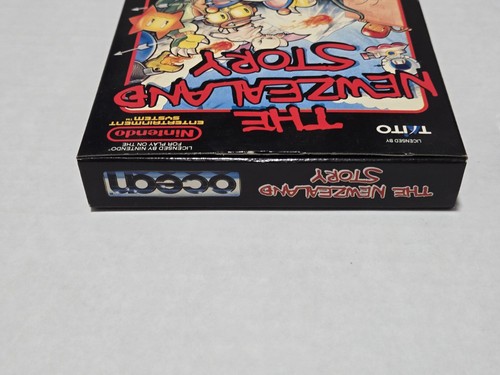 THE
NEWZEALAND
STORY
TAITO
LICENSED BY
Nintendo
ENTERTAINMENT
SYSTEM™
LICENSED BY NINTENDO®
FOR PLAY ON THE
THE NEWZEALAND
STORY
ocean